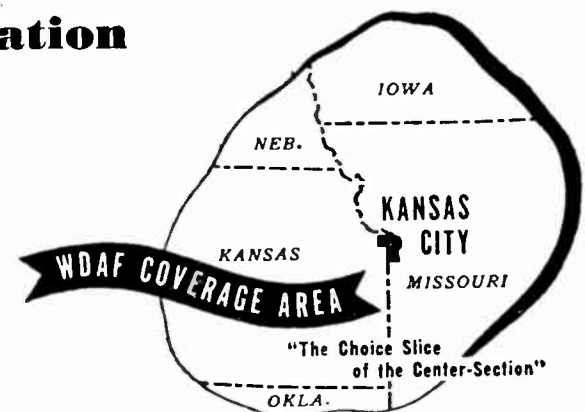 ation
IOWA
NEB.
KANSAS
CITY
KANSAS
WDAF COVERAGE AREA
MISSOURI
"The Choice Slice
of the Center-Section"
OKLA.